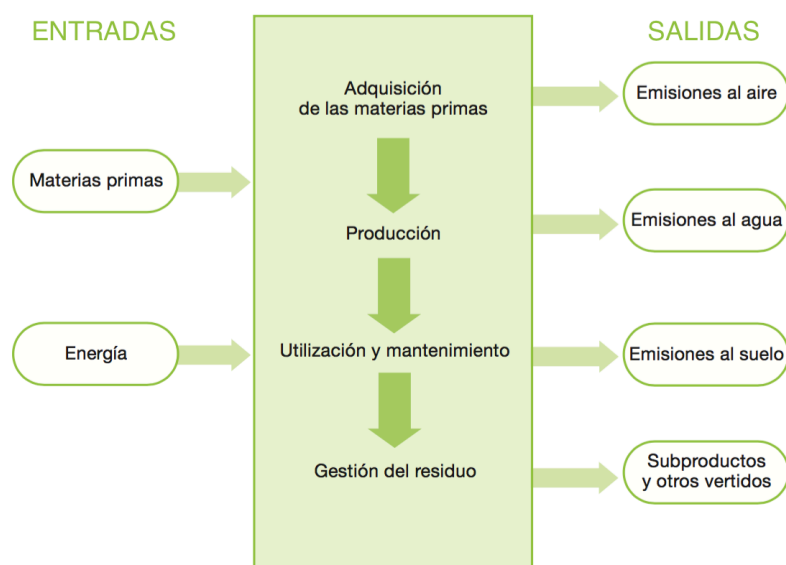 ENTRADAS
Materias primas
Energía
Adquisición
de las materias primas
Producción
Utilización y mantenimiento
Gestión del residuo
SALIDAS
Emisiones al aire
Emisiones al agua
Emisiones al suelo
Subproductos
y otros vertidos